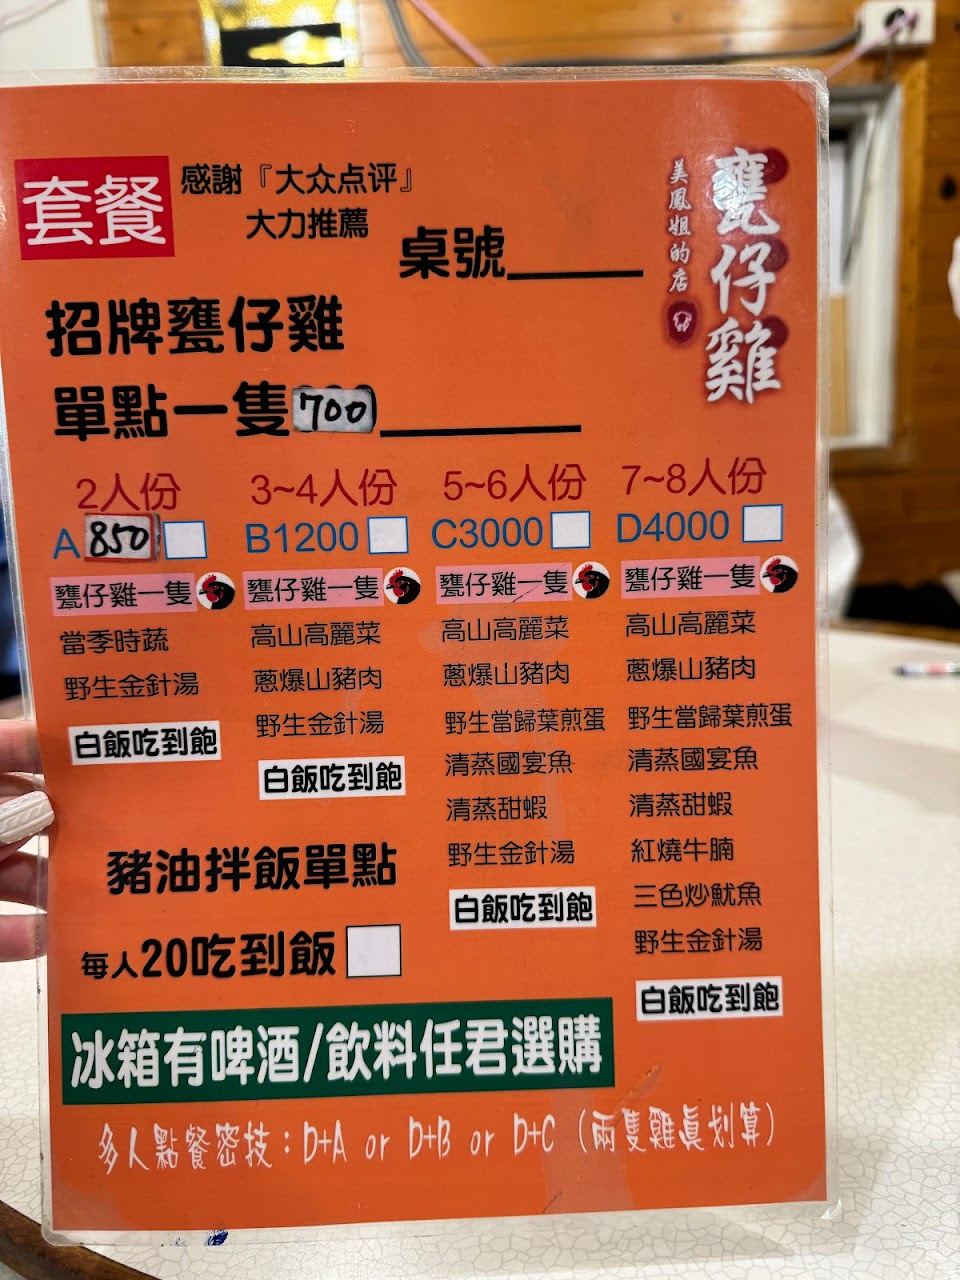 套餐
感謝『大众点评』
大力推薦
桌號
美鳳姐的店
甕仔雞
招牌甕仔雞
單點一隻700
2人份
A 850
甕仔雞一隻
當季時蔬
野生金針湯
白飯吃到飽
3~4人份
B1200
甕仔雞一隻
高山高麗菜
蔥爆山豬肉
野生金針湯
白飯吃到飽
5~6人份
C3000
甕仔雞一隻
高山高麗菜
蔥爆山豬肉
野生當歸葉煎蛋
清蒸國宴魚
清蒸甜蝦
野生金針湯
白飯吃到飽
7~8人份
D4000
甕仔雞一隻
高山高麗菜
蔥爆山豬肉
野生當歸葉煎蛋
清蒸國宴魚
清蒸甜蝦
紅燒牛腩
三色炒魷魚
野生金針湯
白飯吃到飽
豬油拌飯單點
每人20吃到飯
冰箱有啤酒/飲料任君選購
多人點餐密技：D+A or D+B or D+C（兩隻雞真划算）